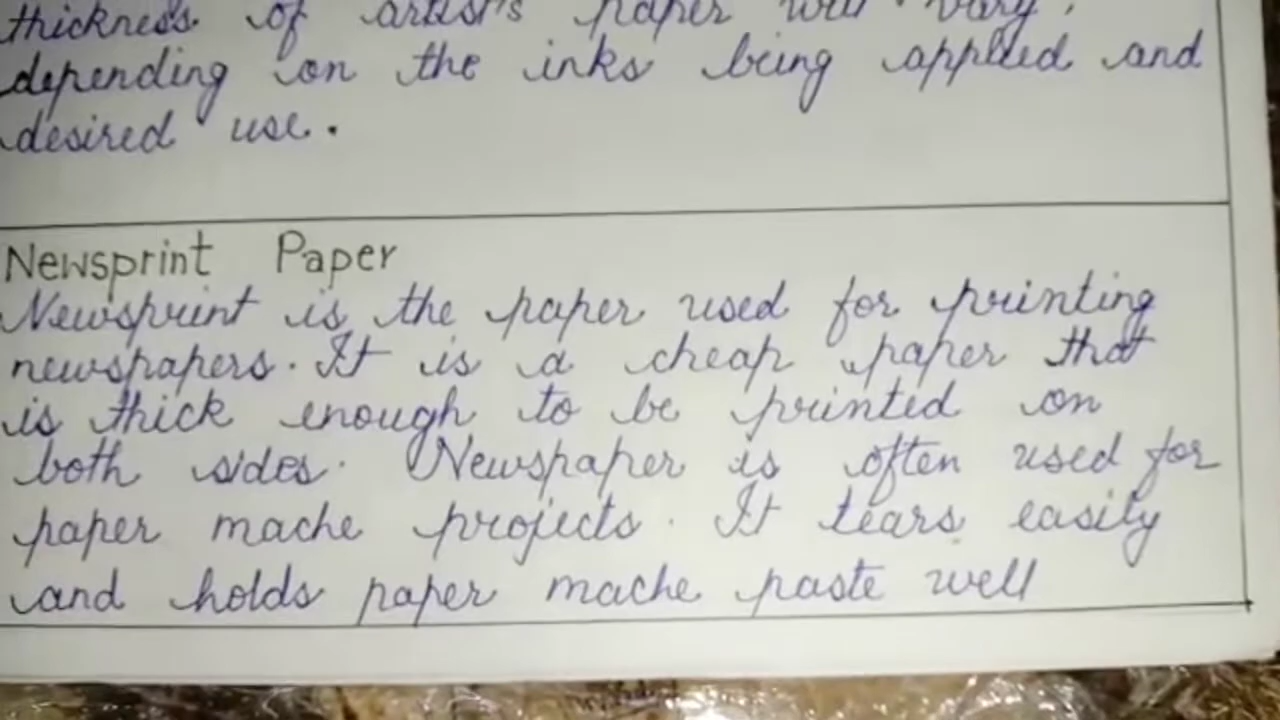 thickness of artist's paper will vary,
depending on the inks being applied and
desired use.
Newsprint Paper
Newsprint is the paper used for printing
newspapers. It is a cheap paper that
is thick enough to be printed on
both sides. Newspaper is often used for
paper mache projects. It tears easily
and holds paper mache paste well